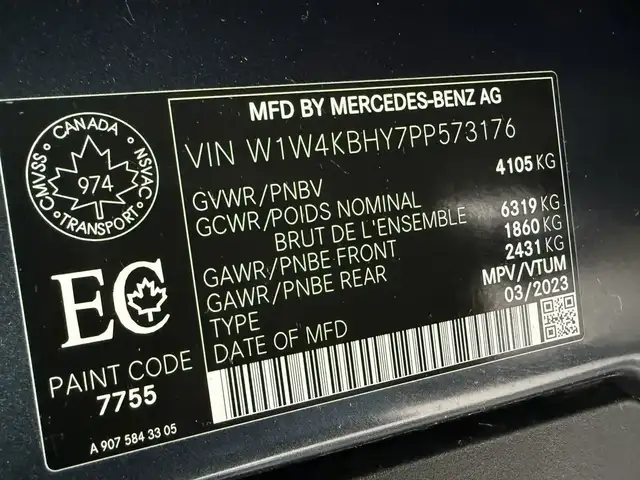 MFD BY MERCEDES-BENZ AG
VIN W1W4KBHY7PP573176
GVWR/PNBV 4105 KG
GCWR/POIDS NOMINAL
BRUT DE L'ENSEMBLE 6319 KG
GAWR/PNBE FRONT 1860 KG
GAWR/PNBE REAR 2431 KG
TYPE MPV/VTUM
DATE OF MFD 03/2023
CANADA
CMVSS/ NSVAC
974
TRANSPORT
EC
PAINT CODE
7755
A 907 584 33 05